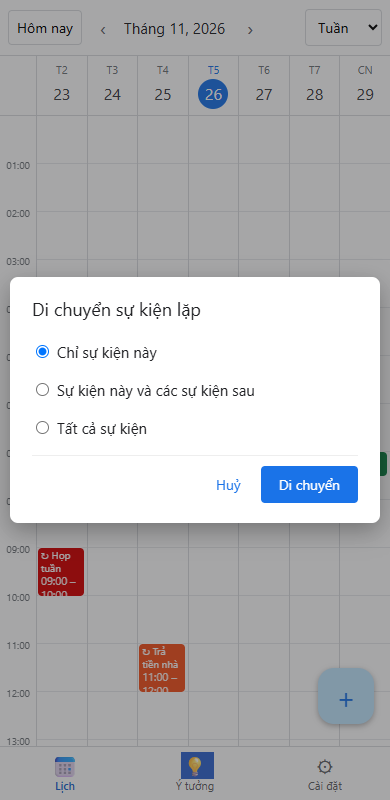 Hôm nay ‹ Tháng 11, 2026 › Tuần
T2 T3 T4 T5 T6 T7 CN
23 24 25 26 27 28 29
01:00
02:00
03:00
Di chuyển sự kiện lặp
Chỉ sự kiện này
Sự kiện này và các sự kiện sau
Tất cả sự kiện
Huỷ Di chuyển
09:00
↻ Họp
tuần
09:00 –
10:00
10:00
11:00
↻ Trả
tiền nhà
11:00 –
12:00
12:00
+
13:00
Lịch Ý tưởng Cài đặt